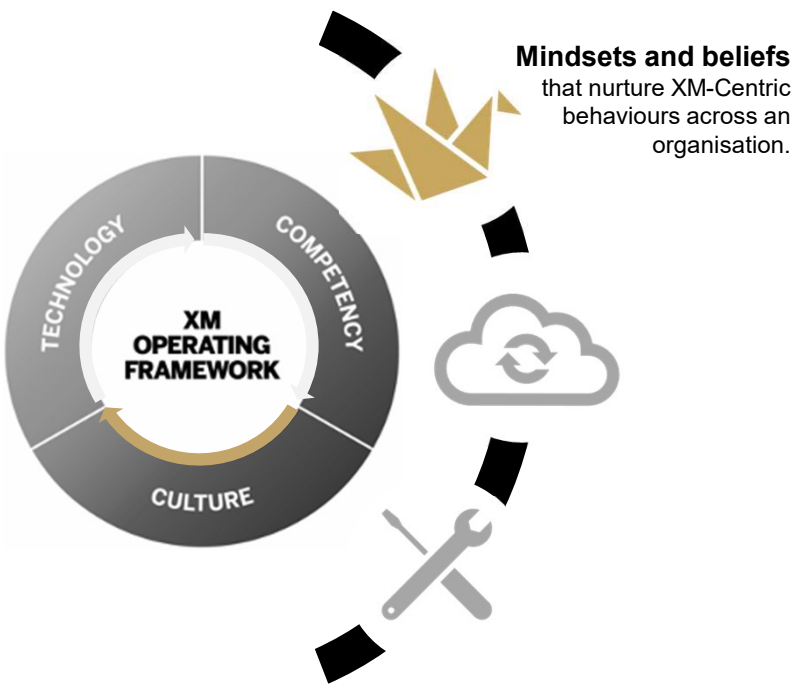 Mindsets and beliefs
that nurture XM-Centric
behaviours across an
organisation.
TECHNOLOGY
COMPETENCY
XM
OPERATING
FRAMEWORK
CULTURE